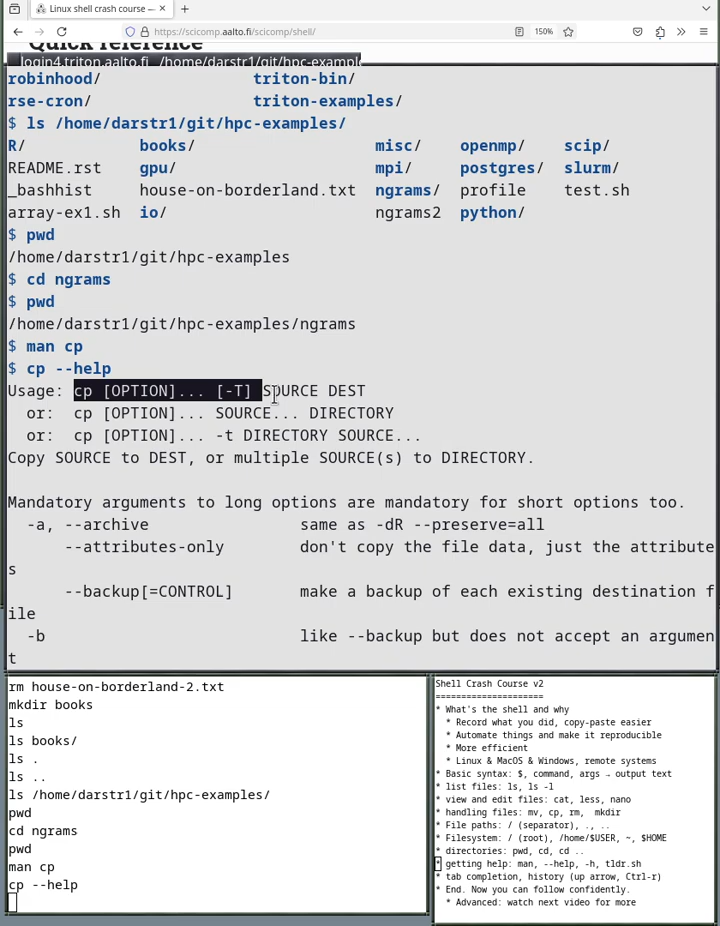 Linux shell crash course —
https://scicomp.aalto.fi/scicomp/shell/
150%
Quick reference
login4.triton.aalto.fi /home/darstr1/git/hpc-example
robinhood/ triton-bin/
rse-cron/ triton-examples/
$ ls /home/darstr1/git/hpc-examples/
R/ books/ misc/ openmp/ scip/
README.rst gpu/ mpi/ postgres/ slurm/
_bashhist house-on-borderland.txt ngrams/ profile test.sh
array-ex1.sh io/ ngrams2 python/
$ pwd
/home/darstr1/git/hpc-examples
$ cd ngrams
$ pwd
/home/darstr1/git/hpc-examples/ngrams
$ man cp
$ cp --help
Usage: cp [OPTION]... [-T] SOURCE DEST
or: cp [OPTION]... SOURCE... DIRECTORY
or: cp [OPTION]... -t DIRECTORY SOURCE...
Copy SOURCE to DEST, or multiple SOURCE(s) to DIRECTORY.
Mandatory arguments to long options are mandatory for short options too.
-a, --archive same as -dR --preserve=all
--attributes-only don't copy the file data, just the attribute
s
--backup[=CONTROL] make a backup of each existing destination f
ile
-b like --backup but does not accept an argumen
t
rm house-on-borderland-2.txt
mkdir books
ls
ls books/
ls .
ls ..
ls /home/darstr1/git/hpc-examples/
pwd
cd ngrams
pwd
man cp
cp --help
Shell Crash Course v2
=====================
* What's the shell and why
* Record what you did, copy-paste easier
* Automate things and make it reproducible
* More efficient
* Linux & MacOS & Windows, remote systems
* Basic syntax: $, command, args → output text
* list files: ls, ls -l
* view and edit files: cat, less, nano
* handling files: mv, cp, rm, mkdir
* File paths: / (separator), ., ..
* Filesystem: / (root), /home/$USER, ~, $HOME
* directories: pwd, cd, cd ..
* getting help: man, --help, -h, tldr.sh
* tab completion, history (up arrow, Ctrl-r)
* End. Now you can follow confidently.
* Advanced: watch next video for more